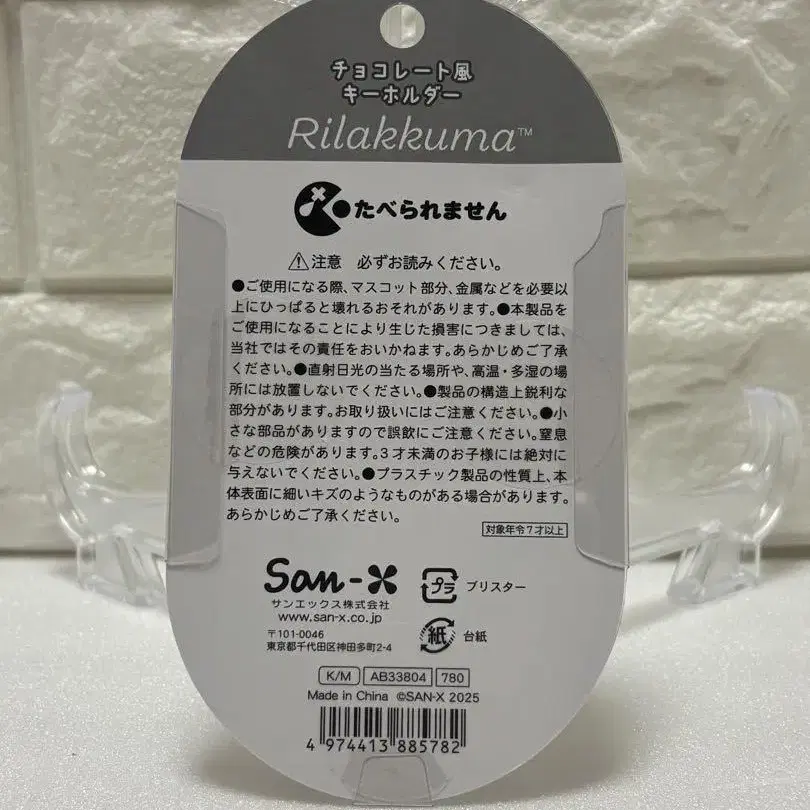 チョコレート風
キーホルダー
Rilakkuma™
たべられません
⚠注意 必ずお読みください。
●ご使用になる際、マスコット部分、金属などを必要以
上にひっぱると壊れるおそれがあります。●本製品を
ご使用になることにより生じた損害につきましては、
当社ではその責任をおいかねます。あらかじめご了承
ください。●直射日光の当たる場所や、高温・多湿の場
所には放置しないでください。●製品の構造上鋭利な
部分があります。お取り扱いにはご注意ください。●小
さな部品がありますので誤飲にご注意ください。窒息
などの危険があります。3才未満のお子様には絶対に
与えないでください。●プラスチック製品の性質上、本
体表面に細いキズのようなものがある場合があります。
あらかじめご了承ください。
対象年令7才以上
San-X
サンエックス株式会社
www.san-x.co.jp
〒101-0046
東京都千代田区神田多町2-4
プラ ブリスター
紙 台紙
K/M AB33804 780
Made in China ©SAN-X 2025
4 974413 885782